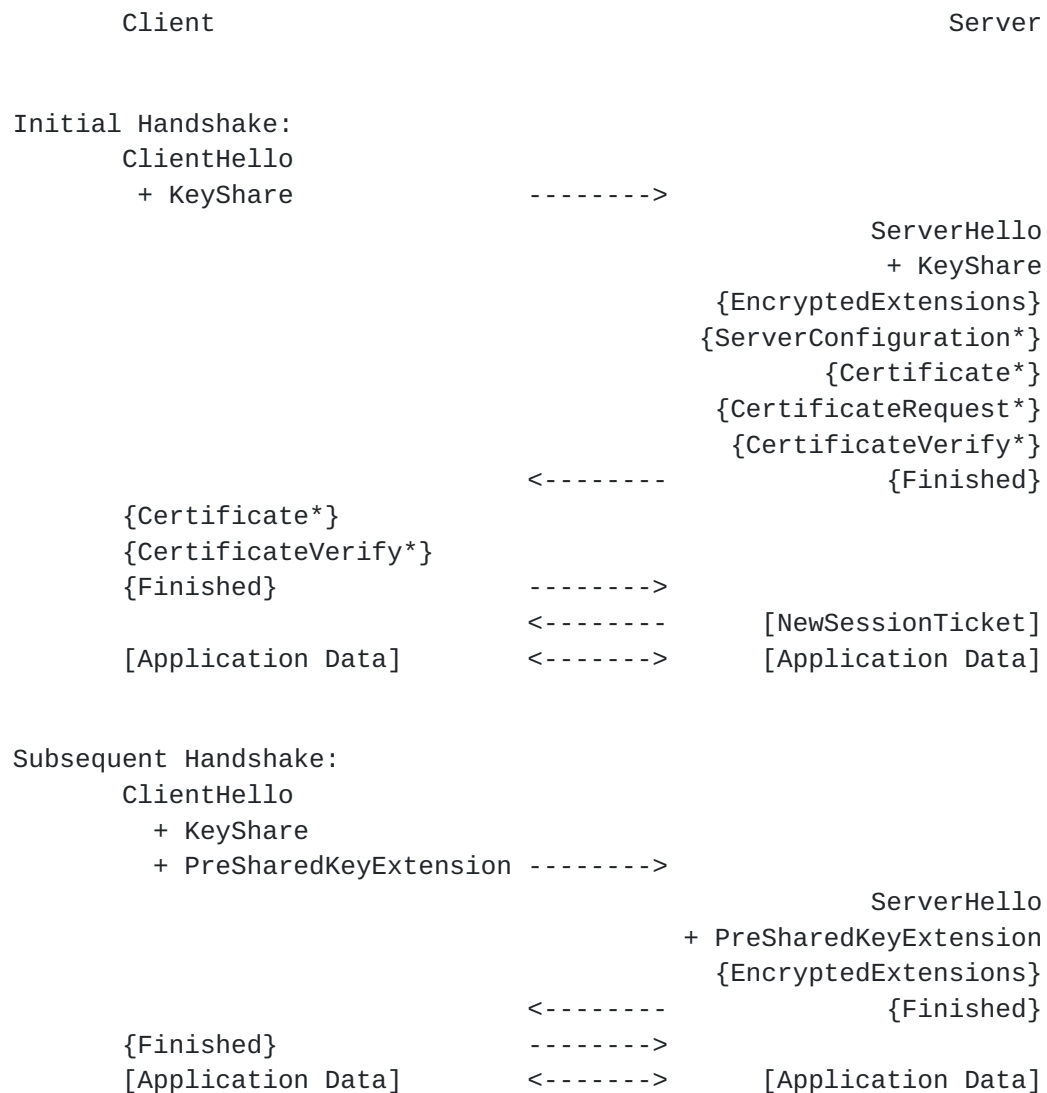 Client                                               Server
Initial Handshake:
ClientHello
+ KeyShare               -------->
ServerHello
+ KeyShare
{EncryptedExtensions}
{ServerConfiguration*}
{Certificate*}
{CertificateRequest*}
{CertificateVerify*}
<--------              {Finished}
{Certificate*}
{CertificateVerify*}
{Finished}                -------->
<--------      [NewSessionTicket]
[Application Data]        <------->      [Application Data]
Subsequent Handshake:
ClientHello
+ KeyShare
+ PreSharedKeyExtension -------->
ServerHello
+ PreSharedKeyExtension
{EncryptedExtensions}
<--------              {Finished}
{Finished}                -------->
[Application Data]        <------->      [Application Data]